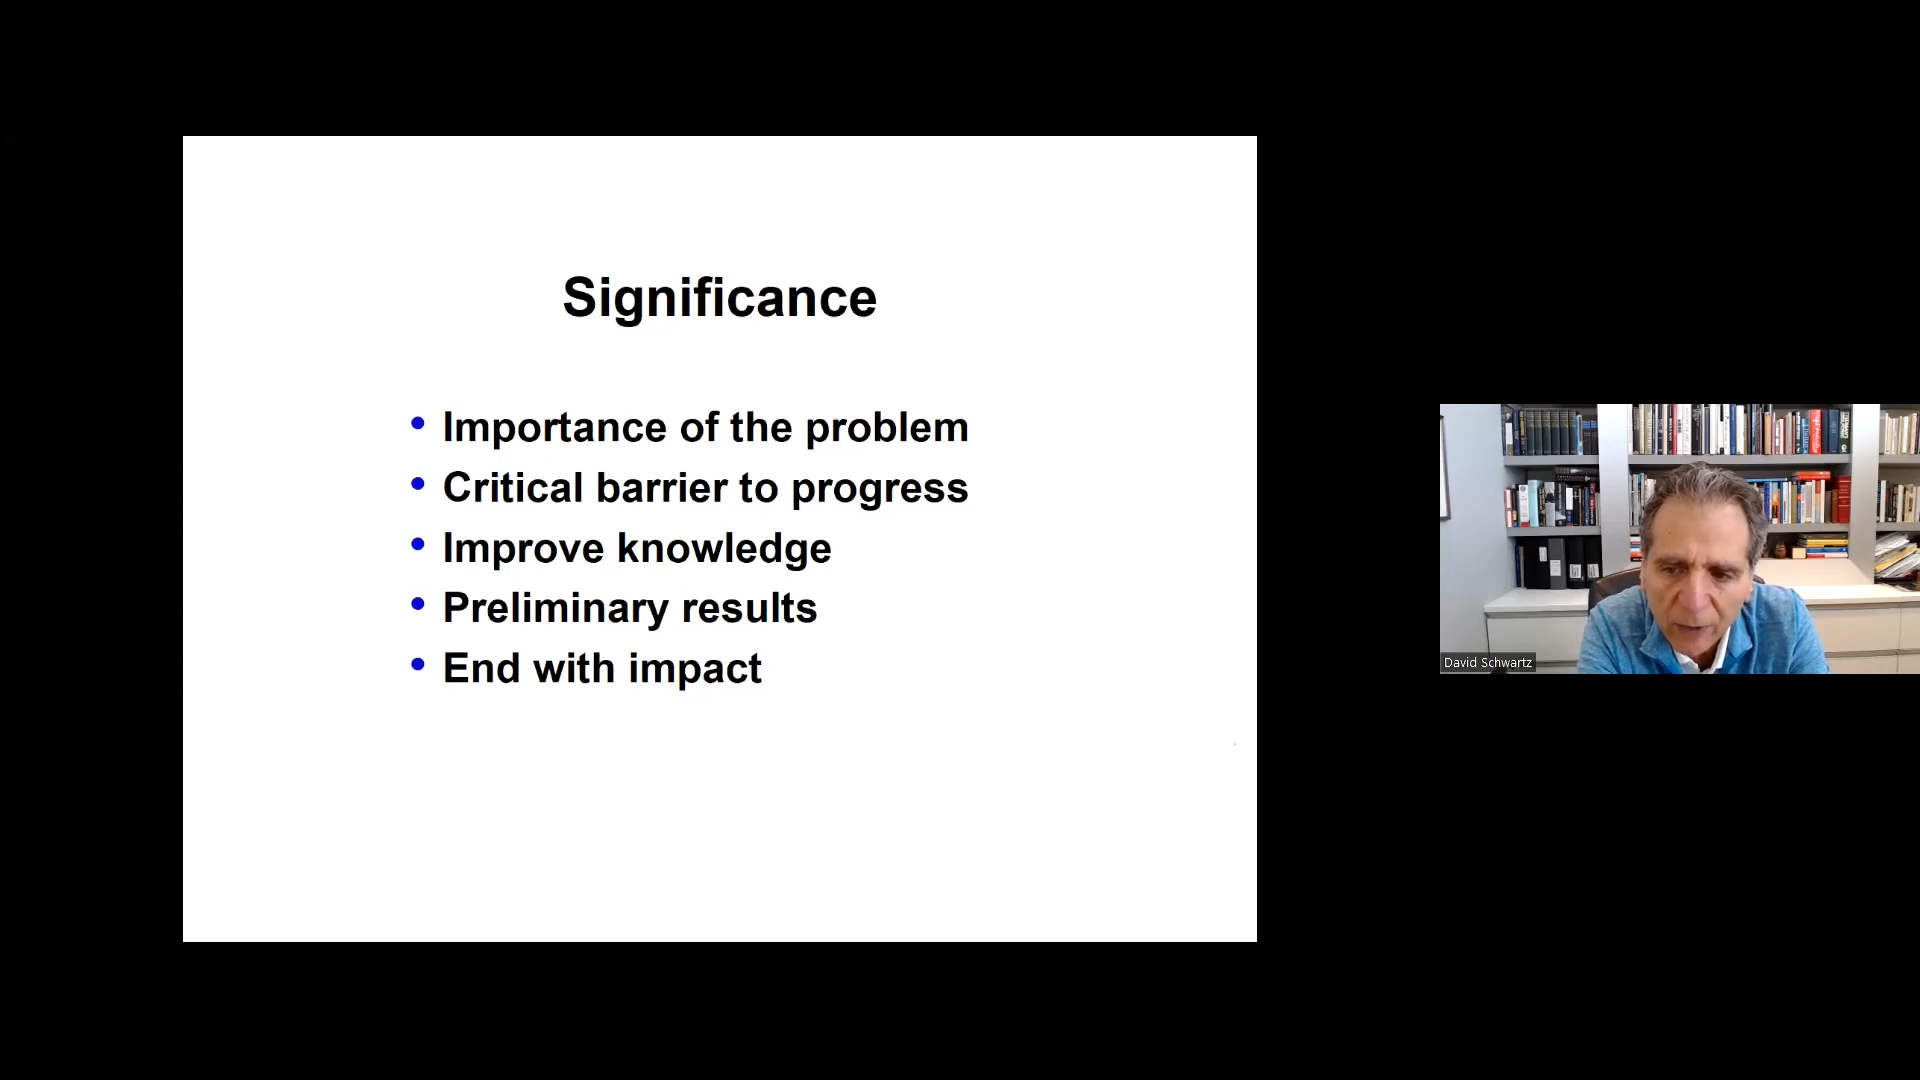 Significance
• Importance of the problem
• Critical barrier to progress
• Improve knowledge
• Preliminary results
• End with impact
David Schwartz